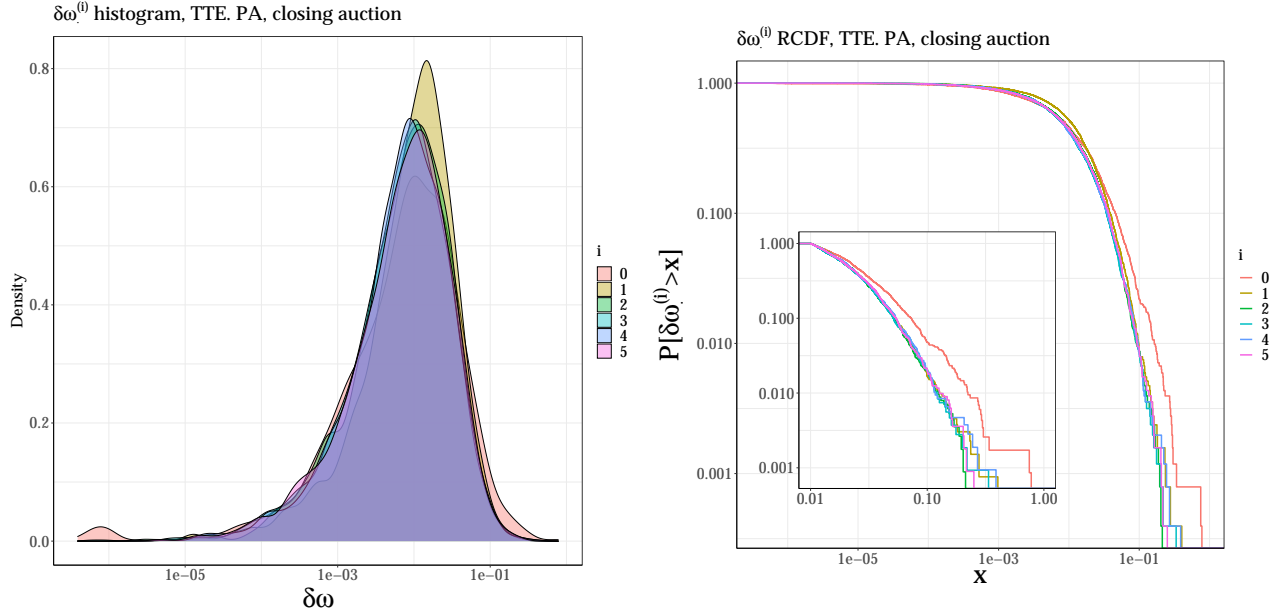 δω.⁽ⁱ⁾ histogram, TTE. PA, closing auction
0.8
0.6
0.4
0.2
0.0
Density
1e−05
1e−03
1e−01
δω
i
0
1
2
3
4
5
δω.⁽ⁱ⁾ RCDF, TTE. PA, closing auction
1.000
0.100
0.010
0.001
P[δω.⁽ⁱ⁾>x]
1.000
0.100
0.010
0.001
0.01
0.10
1.00
1e−05
1e−03
1e−01
x
i
0
1
2
3
4
5